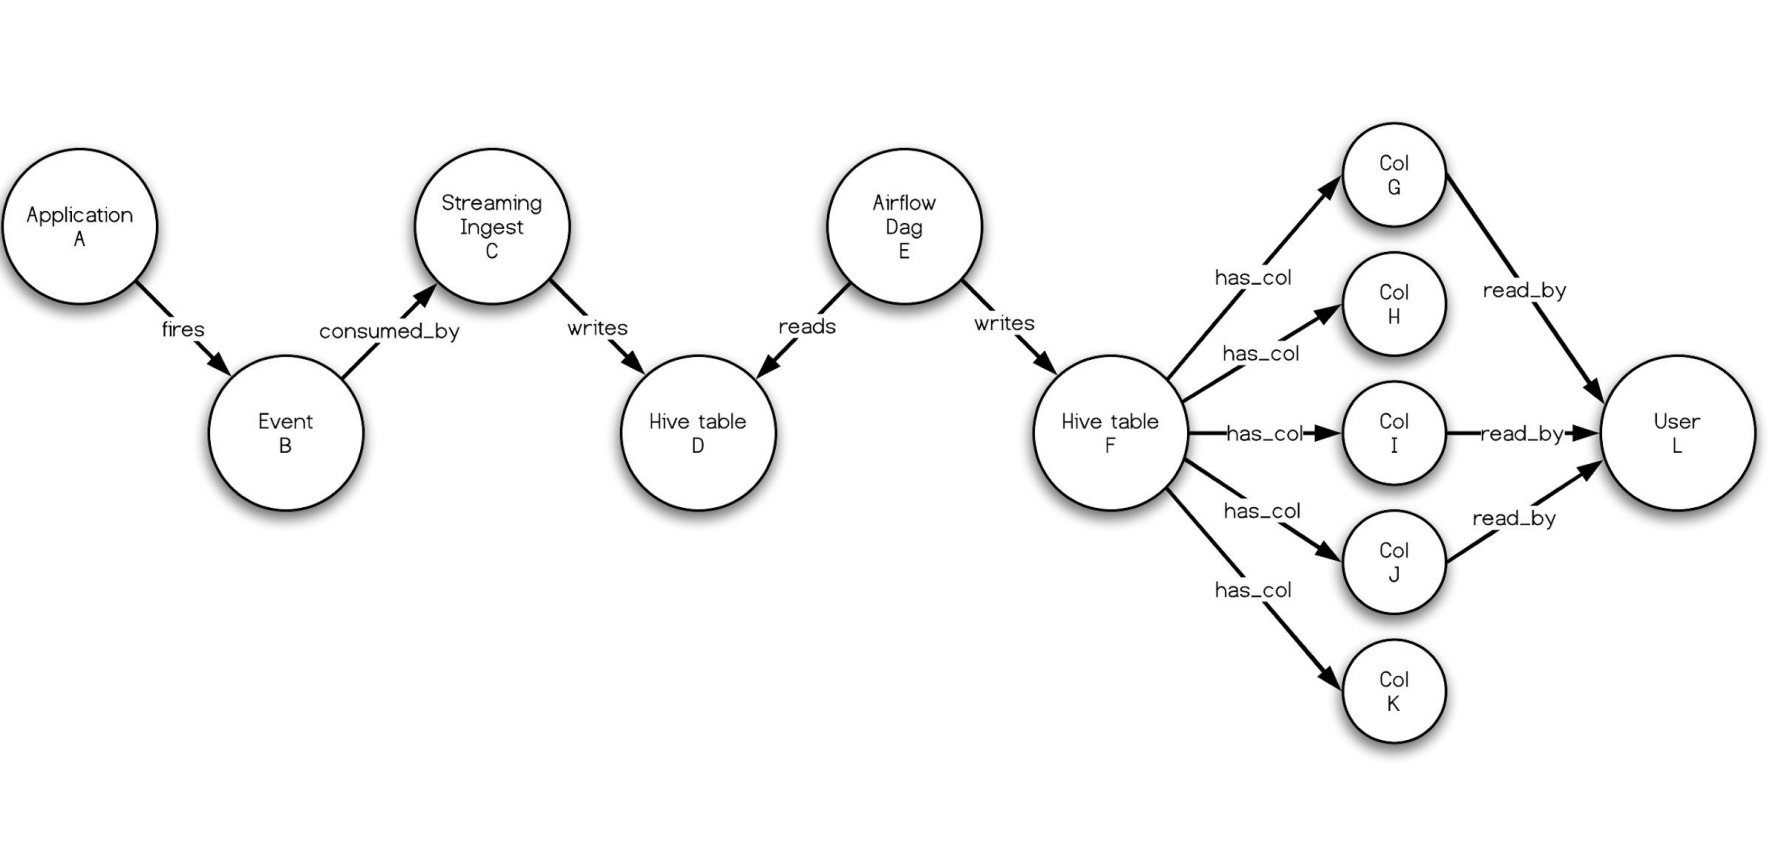 Application
A
fires
Event
B
consumed_by
Streaming
Ingest
C
writes
Hive table
D
reads
Airflow
Dag
E
writes
Hive table
F
has_col
has_col
has_col
has_col
has_col
Col
G
Col
H
Col
I
Col
J
Col
K
read_by
read_by
read_by
User
L